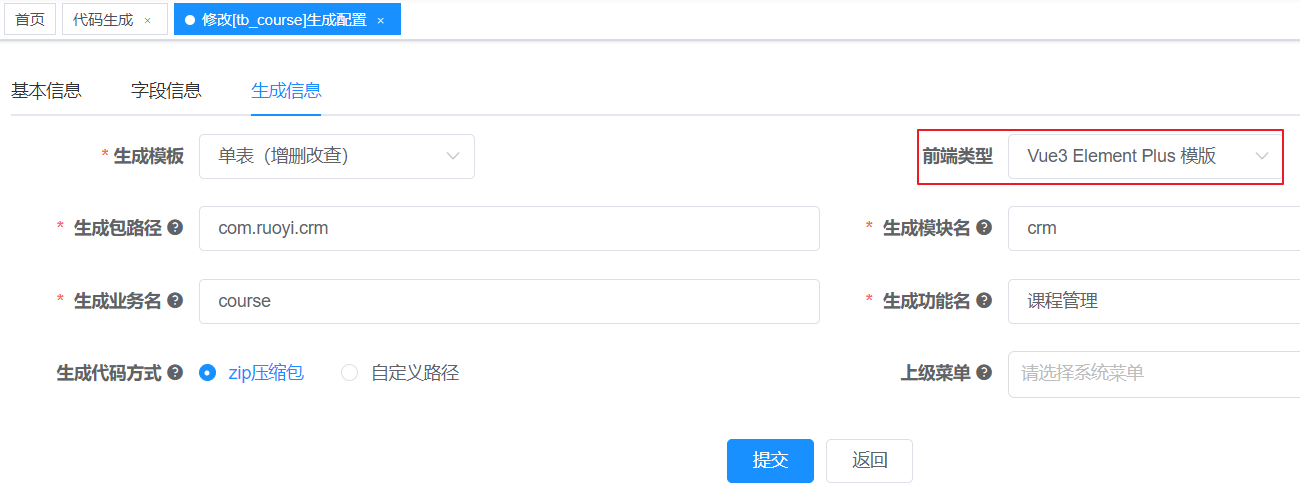 首页 代码生成 × 修改[tb_course]生成配置 ×
基本信息 字段信息 生成信息
* 生成模板 单表（增删改查） 前端类型 Vue3 Element Plus 模版
* 生成包路径 ? com.ruoyi.crm * 生成模块名 ? crm
* 生成业务名 ? course * 生成功能名 ? 课程管理
生成代码方式 ? zip压缩包 自定义路径 上级菜单 ? 请选择系统菜单
提交 返回